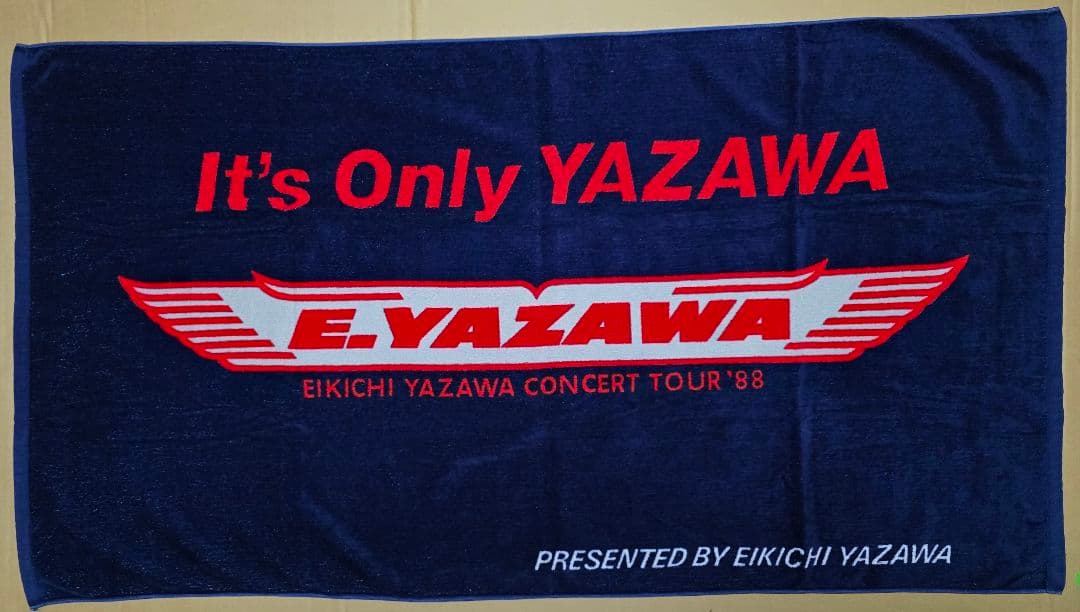 It's Only YAZAWA
E.YAZAWA
EIKICHI YAZAWA CONCERT TOUR '88
PRESENTED BY EIKICHI YAZAWA